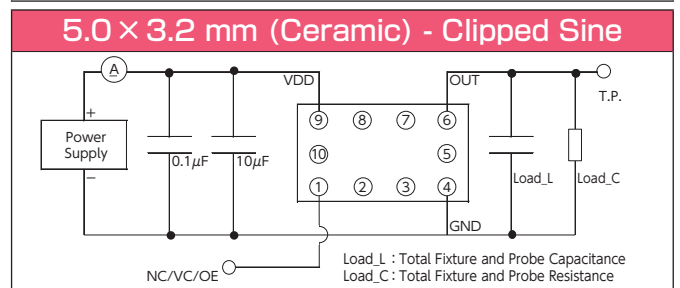 5.0×3.2 mm (Ceramic) - Clipped Sine
A
VDD
OUT
T.P.
+
Power
Supply
−
0.1μF
10μF
9
8
7
6
10
5
1
2
3
4
Load_L
Load_C
GND
NC/VC/OE
Load_L : Total Fixture and Probe Capacitance
Load_C : Total Fixture and Probe Resistance